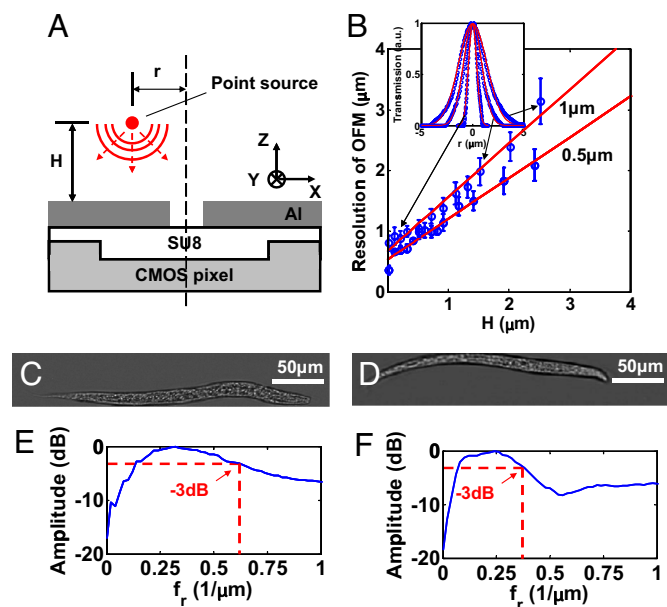 A
r
Point source
H
Z
Y
X
Al
SU8
CMOS pixel
B
Resolution of OFM (μm)
4
3
2
1
0
0
1
2
3
4
H (μm)
1μm
0.5μm
Transmission (a.u.)
1
0.5
0
-5
0
5
r (μm)
C
50μm
D
50μm
E
Amplitude (dB)
0
-10
-20
-3dB
0
0.25
0.5
0.75
1
f_r (1/μm)
F
Amplitude (dB)
0
-10
-20
-3dB
0
0.25
0.5
0.75
1
f_r (1/μm)